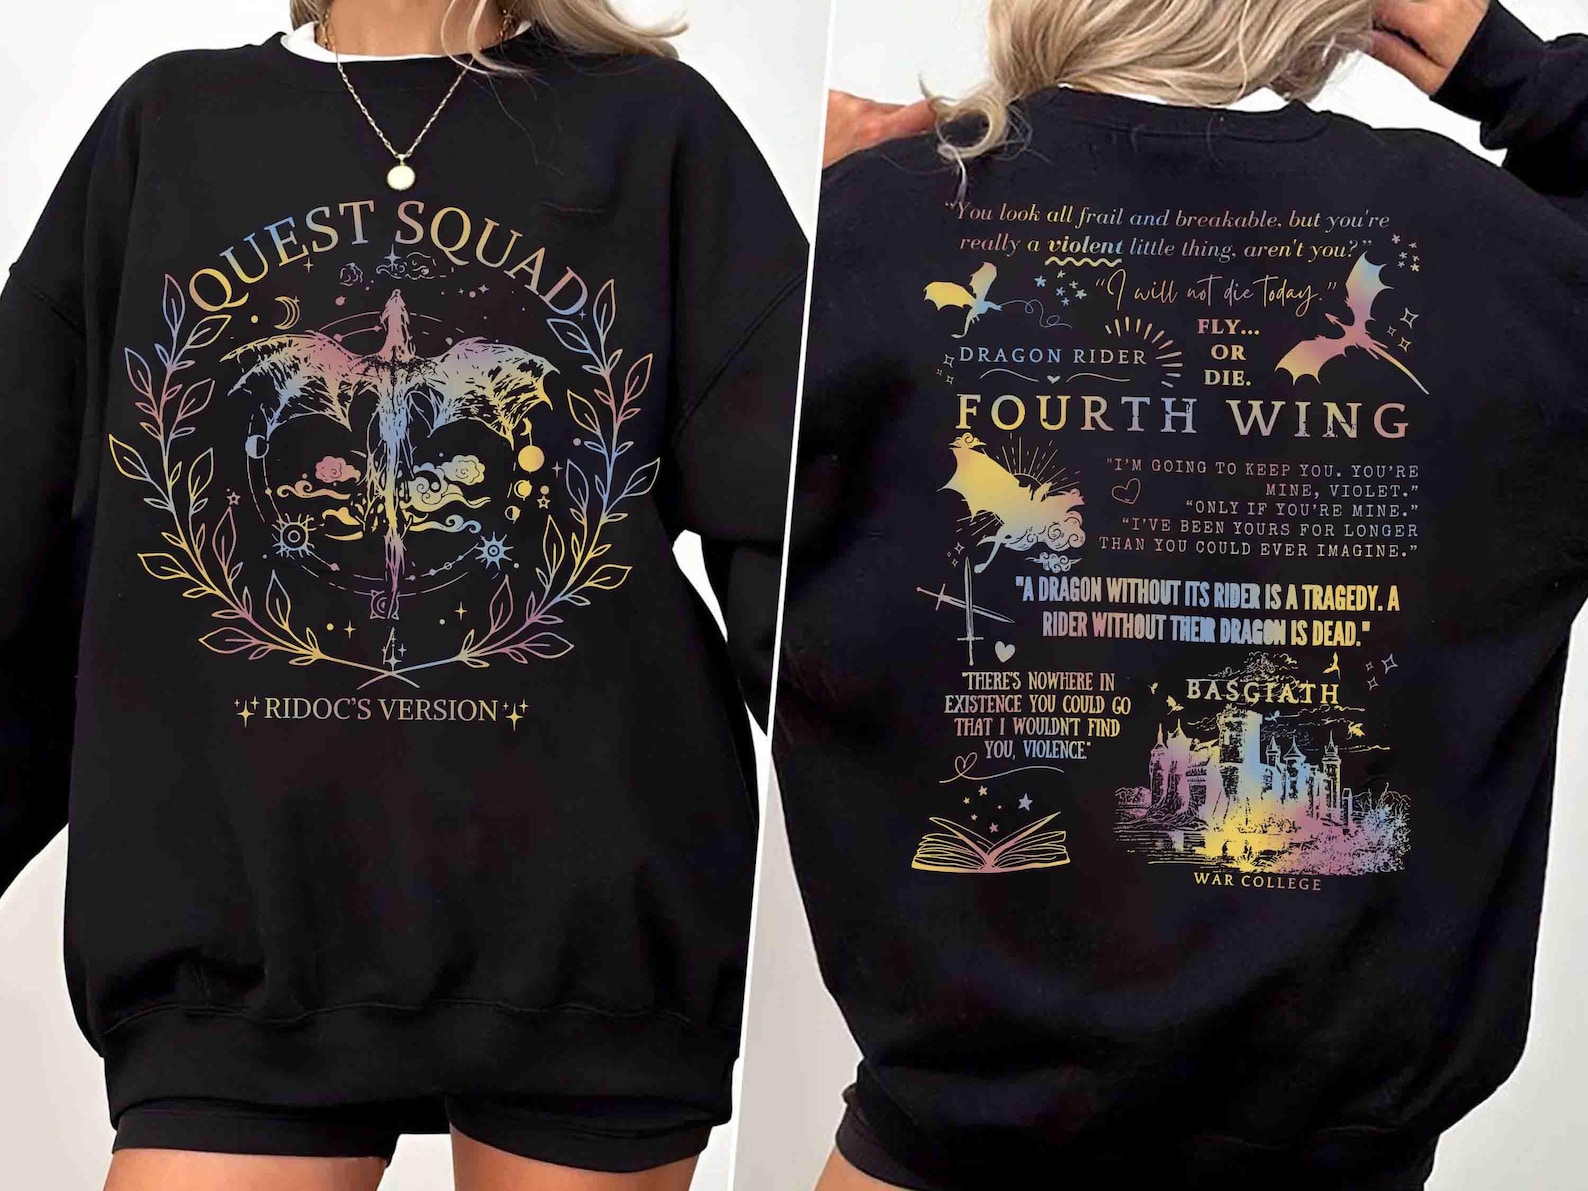 QUEST SQUAD
RIDOC'S VERSION
"You look all frail and breakable, but you're
really a violent little thing, aren't you?"
"I will not die today."
FLY...
OR
DIE.
DRAGON RIDER
FOURTH WING
"I'M GOING TO KEEP YOU. YOU'RE
MINE, VIOLET."
"ONLY IF YOU'RE MINE."
"I'VE BEEN YOURS FOR LONGER
THAN YOU COULD EVER IMAGINE."
"A DRAGON WITHOUT ITS RIDER IS A TRAGEDY. A
RIDER WITHOUT THEIR DRAGON IS DEAD."
"THERE'S NOWHERE IN
EXISTENCE YOU COULD GO
THAT I WOULDN'T FIND
YOU, VIOLENCE."
BASGIATH
WAR COLLEGE